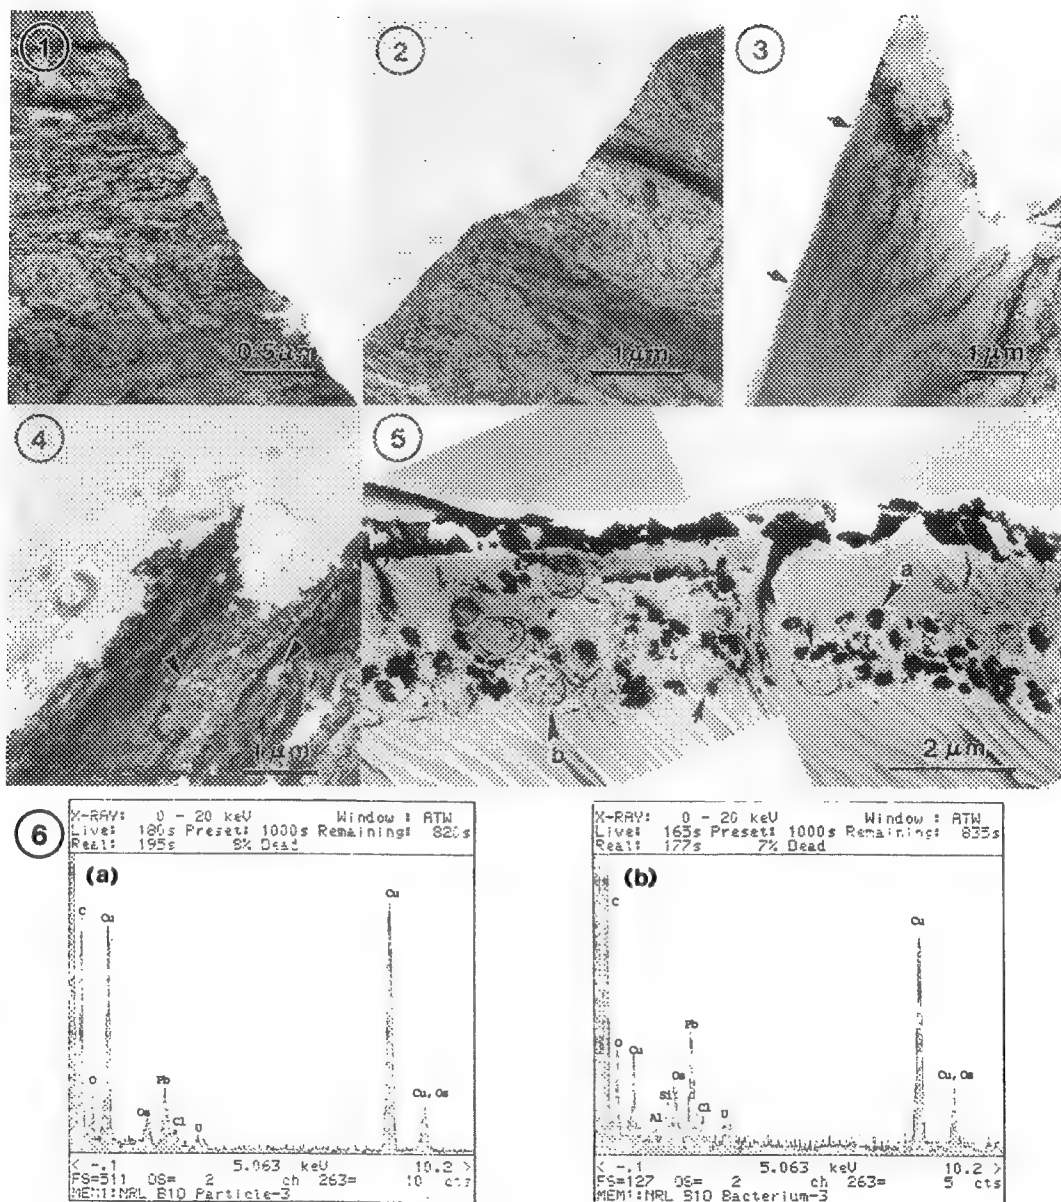 1
2
3
0.5μm
1 μm
1 μm
4
5
a
b
1 μm
2 μm
6
X-RAY: 0 - 20 keV Window : ATW
Live: 180s Preset: 1000s Remaining: 820s
Real: 195s 8% Dead
(a)
C
Cu
Cu
O
Pb
Os
Cl
U
Cu, Os
< -.1 5.063 keV 10.2 >
FS=511 OS= 2 ch 263= 10 cts
MEM1:NRL B10 Particle-3
X-RAY: 0 - 20 keV Window : ATW
Live: 165s Preset: 1000s Remaining: 835s
Real: 177s 7% Dead
(b)
C
Cu
Pb
O
Cu
Os
Si
Cl
Al
U
Cu, Os
< -.1 5.063 keV 10.2 >
FS=127 OS= 2 ch 263= 5 cts
MEM1:NRL B10 Bacterium-3